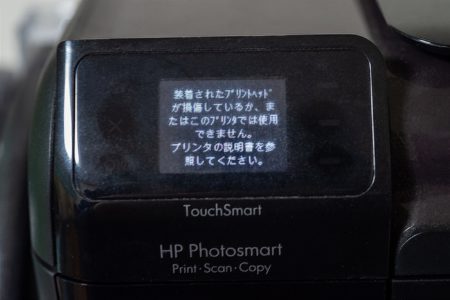 装着されたﾌﾟﾘﾝﾄﾍｯﾄﾞ
が損傷しているか、ま
たはこのﾌﾟﾘﾝﾀでは使用
できません。
プリンタの説明書を参
照してください。
TouchSmart
HP Photosmart
Print · Scan · Copy